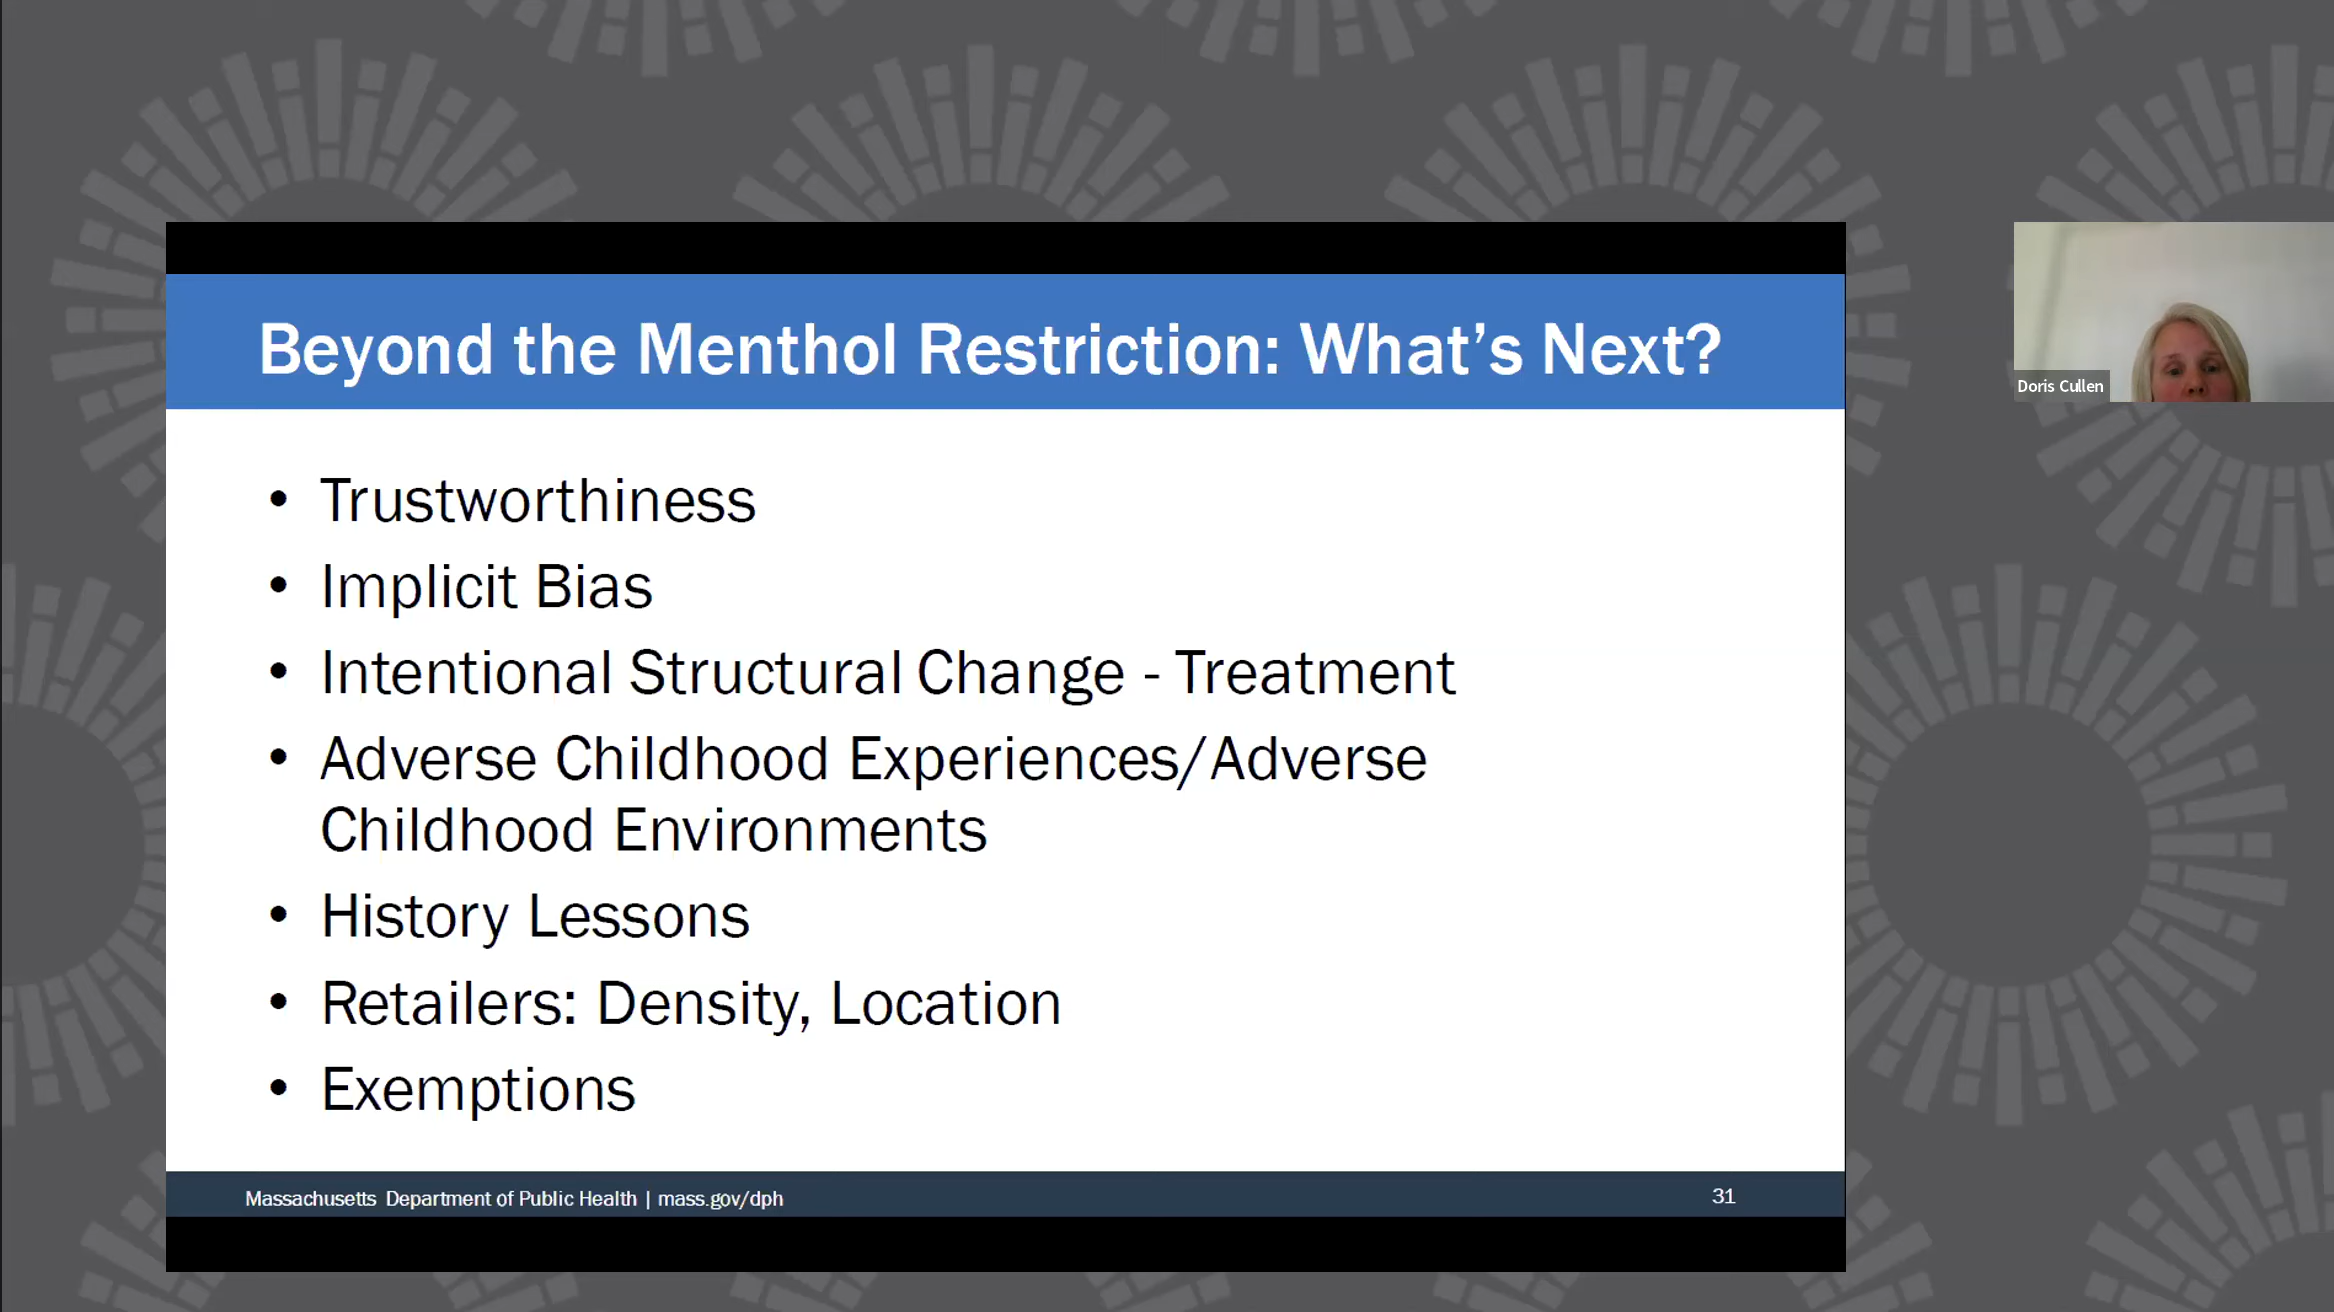 Beyond the Menthol Restriction: What's Next?
• Trustworthiness
• Implicit Bias
• Intentional Structural Change - Treatment
• Adverse Childhood Experiences/Adverse
Childhood Environments
• History Lessons
• Retailers: Density, Location
• Exemptions
Massachusetts Department of Public Health | mass.gov/dph
31
Doris Cullen